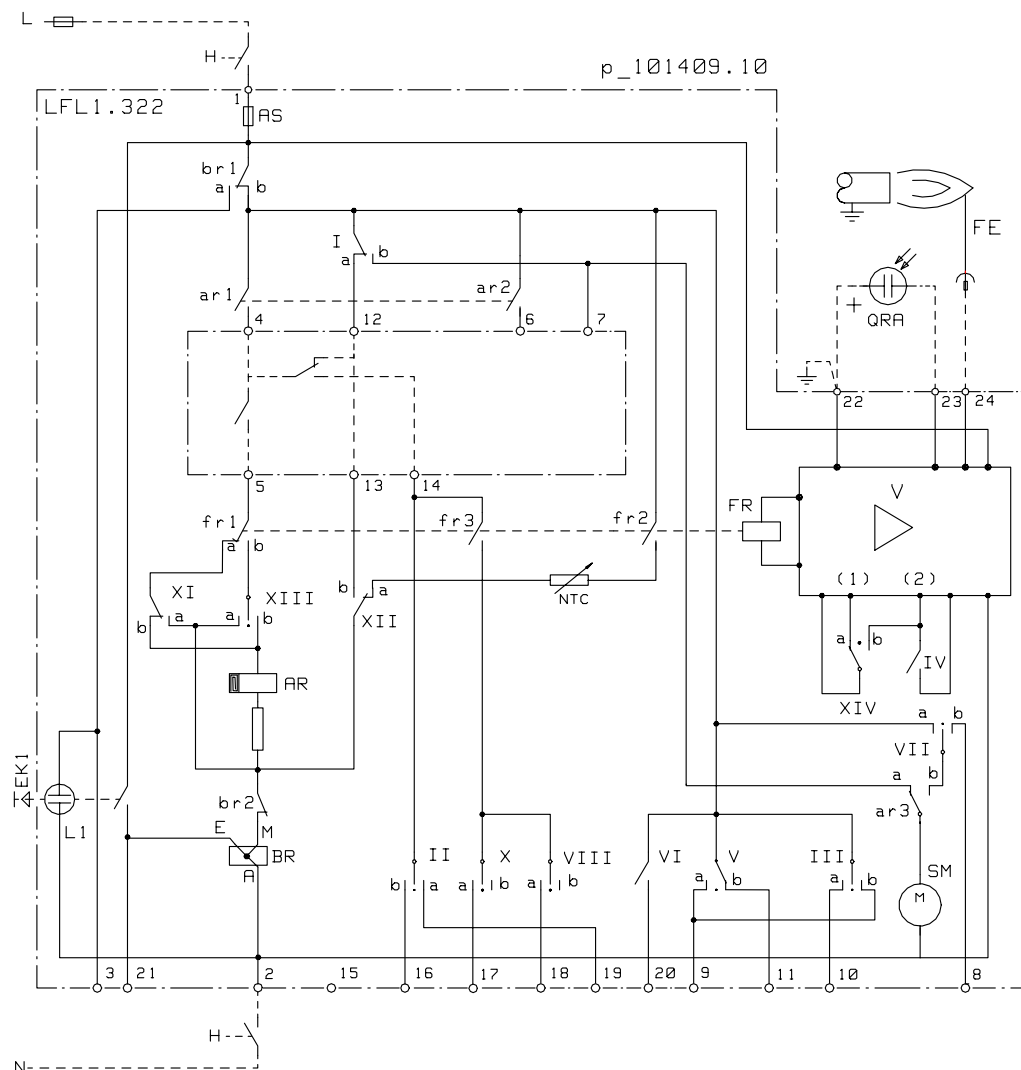 L
H
p_101409.10
LFL1.322
1
AS
br1
a b
I
a b
FE
ar1
ar2
QRA
+
4 12 6 7
22 23 24
5 13 14
V
fr1
a b
fr3
fr2
FR
NTC
(1) (2)
XI
XIII
b a a b
b a
XII
a b
IV
XIV
AR
a b
VII
EK1
L1
br2
a b
ar3
E M
BR
A
II X VIII VI V III
SM
M
b a a b a b a b a b
3 21 2 15 16 17 18 19 20 9 11 10 8
H
N